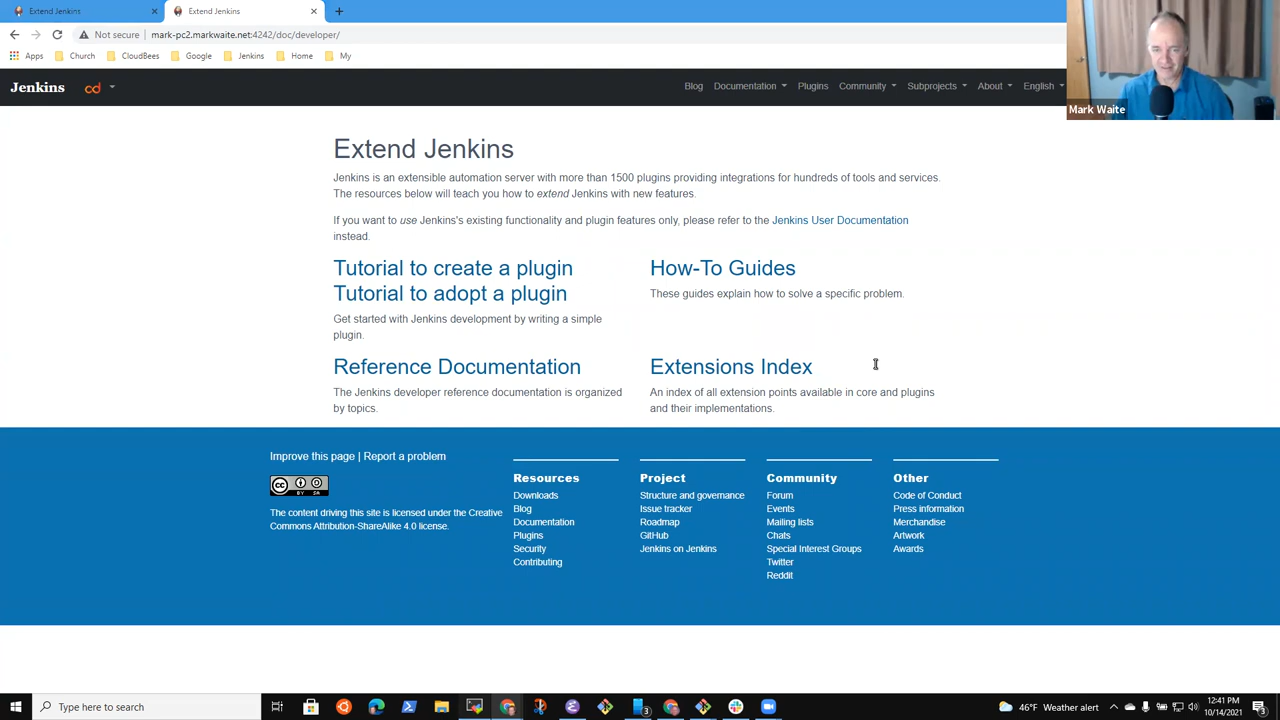 Extend Jenkins
Extend Jenkins
Not secure
mark-pc2.markwaite.net:4242/doc/developer/
Apps
Church
CloudBees
Google
Jenkins
Home
My
Mark Waite
Jenkins
cd
Blog
Documentation
Plugins
Community
Subprojects
About
English
Extend Jenkins
Jenkins is an extensible automation server with more than 1500 plugins providing integrations for hundreds of tools and services.
The resources below will teach you how to extend Jenkins with new features.
If you want to use Jenkins's existing functionality and plugin features only, please refer to the Jenkins User Documentation
instead.
Tutorial to create a plugin
Tutorial to adopt a plugin
Get started with Jenkins development by writing a simple
plugin.
How-To Guides
These guides explain how to solve a specific problem.
Reference Documentation
The Jenkins developer reference documentation is organized
by topics.
Extensions Index
An index of all extension points available in core and plugins
and their implementations.
Improve this page | Report a problem
CC BY SA
The content driving this site is licensed under the Creative
Commons Attribution-ShareAlike 4.0 license.
Resources
Downloads
Blog
Documentation
Plugins
Security
Contributing
Project
Structure and governance
Issue tracker
Roadmap
GitHub
Jenkins on Jenkins
Community
Forum
Events
Mailing lists
Chats
Special Interest Groups
Twitter
Reddit
Other
Code of Conduct
Press information
Merchandise
Artwork
Awards
Type here to search
3
46°F Weather alert
12:41 PM
10/14/2021
3